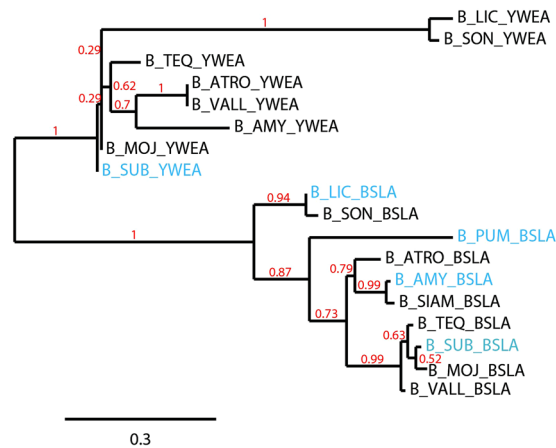 B_LIC_YWEA
1
B_SON_YWEA
0.29
B_TEQ_YWEA
0.62
B_ATRO_YWEA
1
0.29
0.7
B_VALL_YWEA
B_AMY_YWEA
1
B_MOJ_YWEA
B_SUB_YWEA
0.94
B_LIC_BSLA
B_SON_BSLA
1
B_PUM_BSLA
0.87
B_ATRO_BSLA
0.79
B_AMY_BSLA
0.99
B_SIAM_BSLA
0.73
B_TEQ_BSLA
0.63
B_SUB_BSLA
0.99
0.52
B_MOJ_BSLA
B_VALL_BSLA
0.3